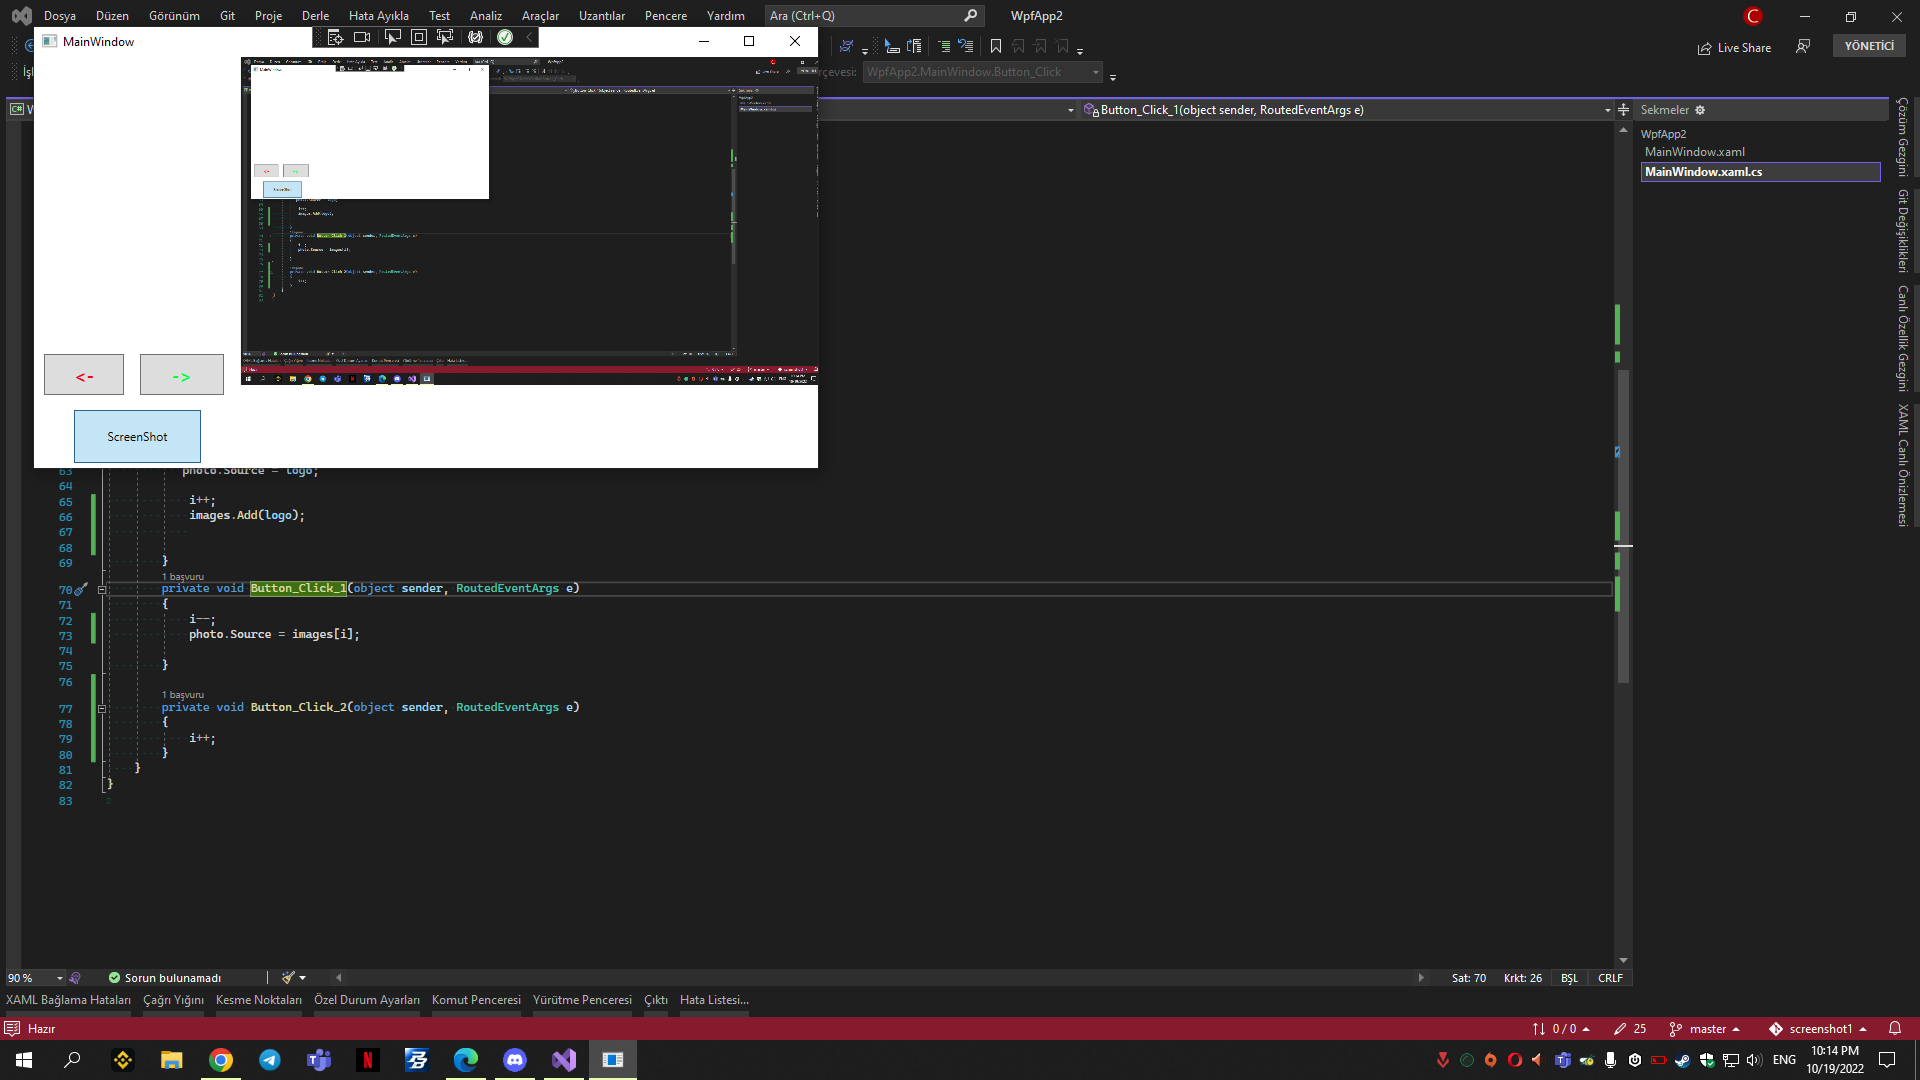 Dosya Düzen Görünüm Git Proje Derle Hata Ayıkla Test Analiz Araçlar Uzantılar Pencere Yardım Ara (Ctrl+Q) WpfApp2
C
MainWindow
Live Share
YÖNETİCİ
WpfApp2.MainWindow.Button_Click
Button_Click_1(object sender, RoutedEventArgs e)
Sekmeler
WpfApp2
MainWindow.xaml
MainWindow.xaml.cs
Çözüm Gezgini
Git Değişiklikleri
Canlı Özellik Gezgini
XAML Canlı Önizlemesi
<- ->
ScreenShot
63 photo.Source = logo;
64
65 i++;
66 images.Add(logo);
67
68
69 }
1 başvuru
70 private void Button_Click_1(object sender, RoutedEventArgs e)
71 {
72 i--;
73 photo.Source = images[i];
74
75 }
76
1 başvuru
77 private void Button_Click_2(object sender, RoutedEventArgs e)
78 {
79 i++;
80 }
81 }
82 }
83
90 % Sorun bulunamadı Sat: 70 Krkt: 26 BŞL CRLF
XAML Bağlama Hataları Çağrı Yığını Kesme Noktaları Özel Durum Ayarları Komut Penceresi Yürütme Penceresi Çıktı Hata Listesi...
Hazır 0 / 0 25 master screenshot1
ENG
10:14 PM
10/19/2022